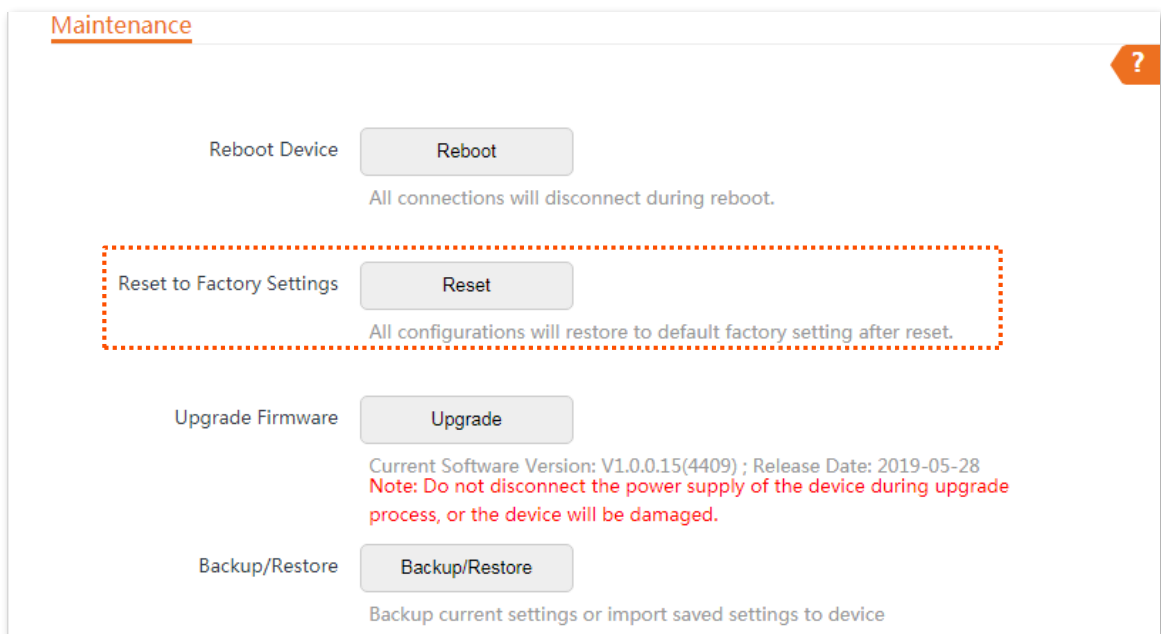 Maintenance
?
Reboot Device
Reboot
All connections will disconnect during reboot.
Reset to Factory Settings
Reset
All configurations will restore to default factory setting after reset.
Upgrade Firmware
Upgrade
Current Software Version: V1.0.0.15(4409) ; Release Date: 2019-05-28
Note: Do not disconnect the power supply of the device during upgrade
process, or the device will be damaged.
Backup/Restore
Backup/Restore
Backup current settings or import saved settings to device